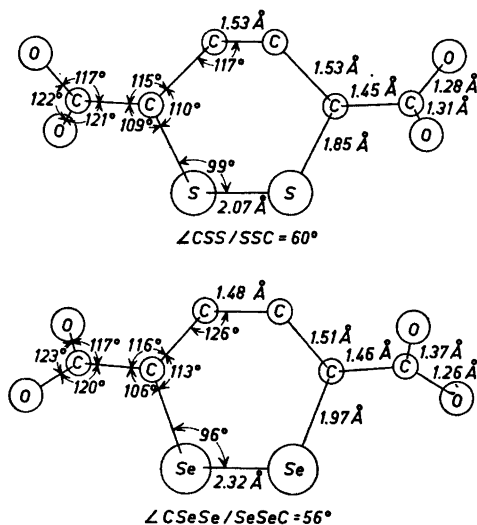 1.53 Å
C C
O
117° 1.53 Å O
117° 115° 1.45 Å 1.28 Å
122° C C 110° C C 1.31 Å
O 121° 109° O
1.85 Å
99°
S S
2.07 Å
∠CSS/SSC = 60°
1.48 Å
C C
O 126° 1.51 Å O
117° 116° 1.46 Å 1.37 Å
123° C C 113° C C 1.26 Å
O 120° 106° O
1.97 Å
96°
Se Se
2.32 Å
∠CSeSe/SeSeC = 56°